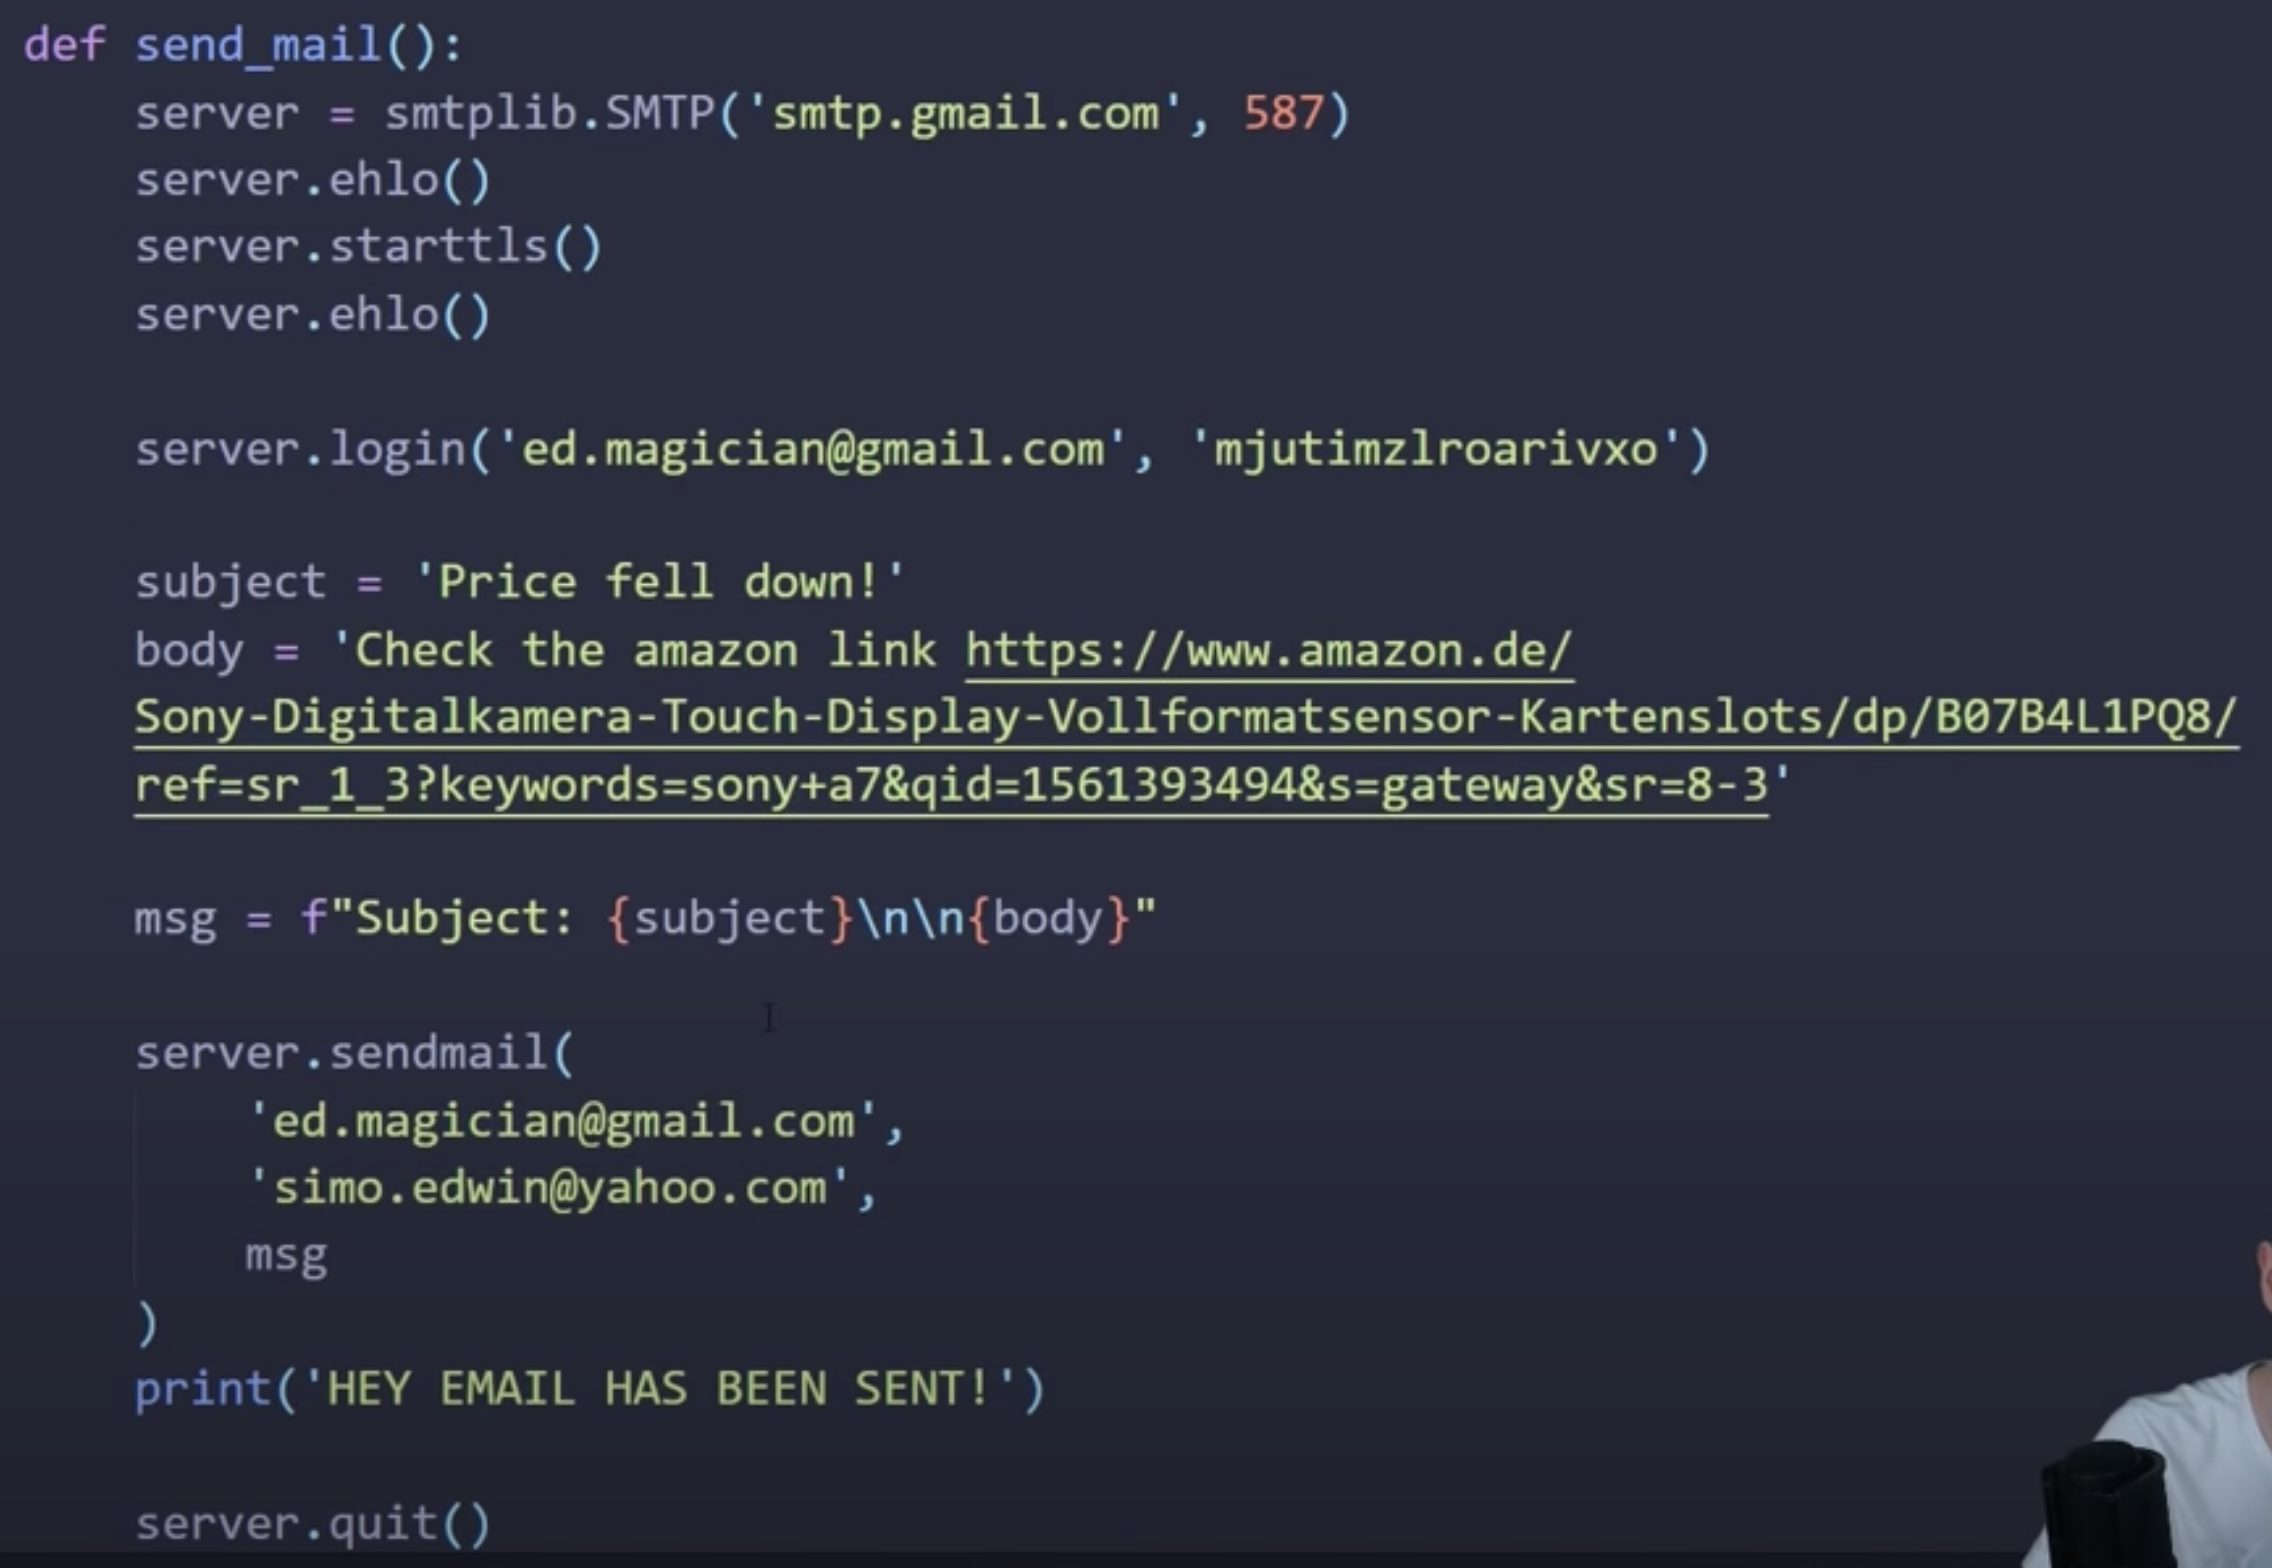 def send_mail():
server = smtplib.SMTP('smtp.gmail.com', 587)
server.ehlo()
server.starttls()
server.ehlo()
server.login('ed.magician@gmail.com', 'mjutimzlroarivxo')
subject = 'Price fell down!'
body = 'Check the amazon link https://www.amazon.de/
Sony-Digitalkamera-Touch-Display-Vollformatsensor-Kartenslots/dp/B07B4L1PQ8/
ref=sr_1_3?keywords=sony+a7&qid=1561393494&s=gateway&sr=8-3'
msg = f"Subject: {subject}\n\n{body}"
server.sendmail(
'ed.magician@gmail.com',
'simo.edwin@yahoo.com',
msg
)
print('HEY EMAIL HAS BEEN SENT!')
server.quit()